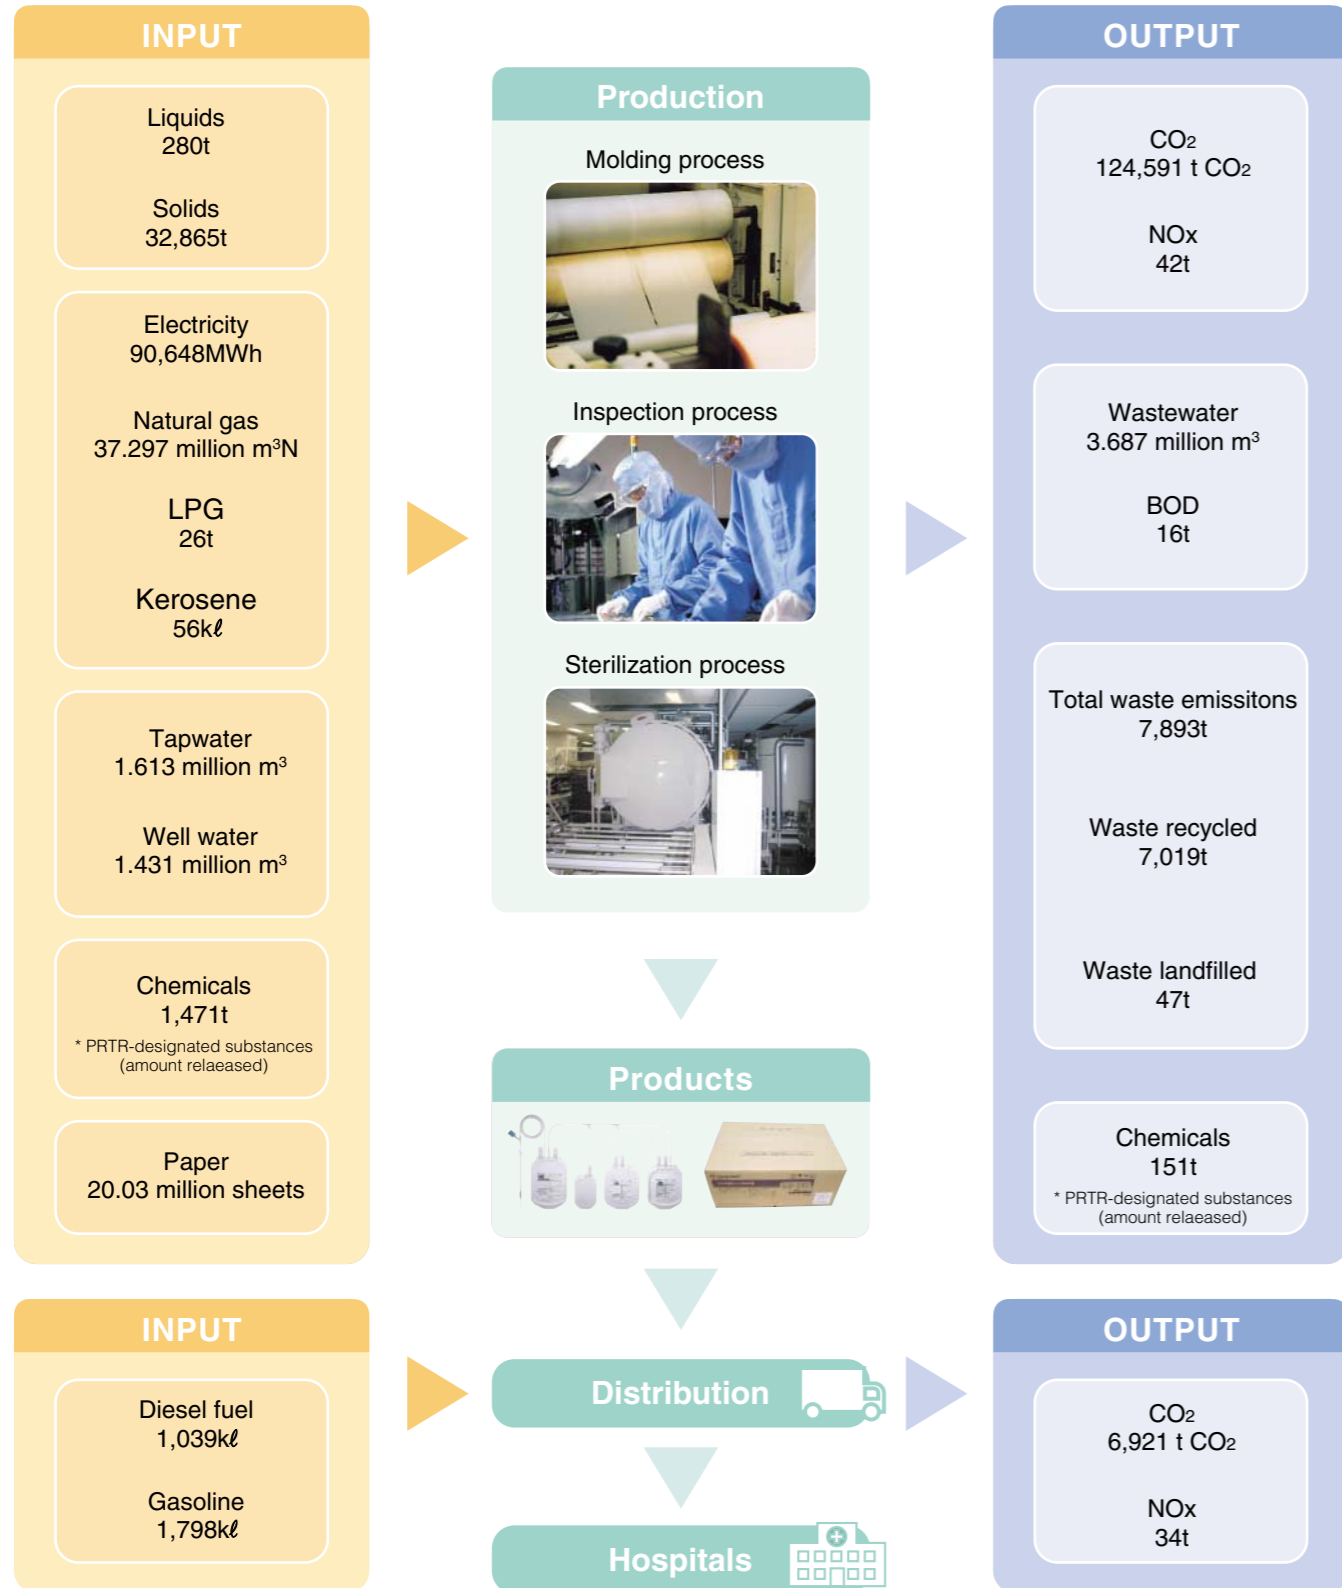 INPUT
Liquids
280t
Solids
32,865t
Electricity
90,648MWh
Natural gas
37.297 million m³N
LPG
26t
Kerosene
56kℓ
Tapwater
1.613 million m³
Well water
1.431 million m³
Chemicals
1,471t
* PRTR-designated substances
(amount relaeased)
Paper
20.03 million sheets
Production
Molding process
Inspection process
Sterilization process
Products
OUTPUT
CO₂
124,591 t CO₂
NOx
42t
Wastewater
3.687 million m³
BOD
16t
Total waste emissitons
7,893t
Waste recycled
7,019t
Waste landfilled
47t
Chemicals
151t
* PRTR-designated substances
(amount relaeased)
INPUT
Diesel fuel
1,039kℓ
Gasoline
1,798kℓ
Distribution
Hospitals
OUTPUT
CO₂
6,921 t CO₂
NOx
34t